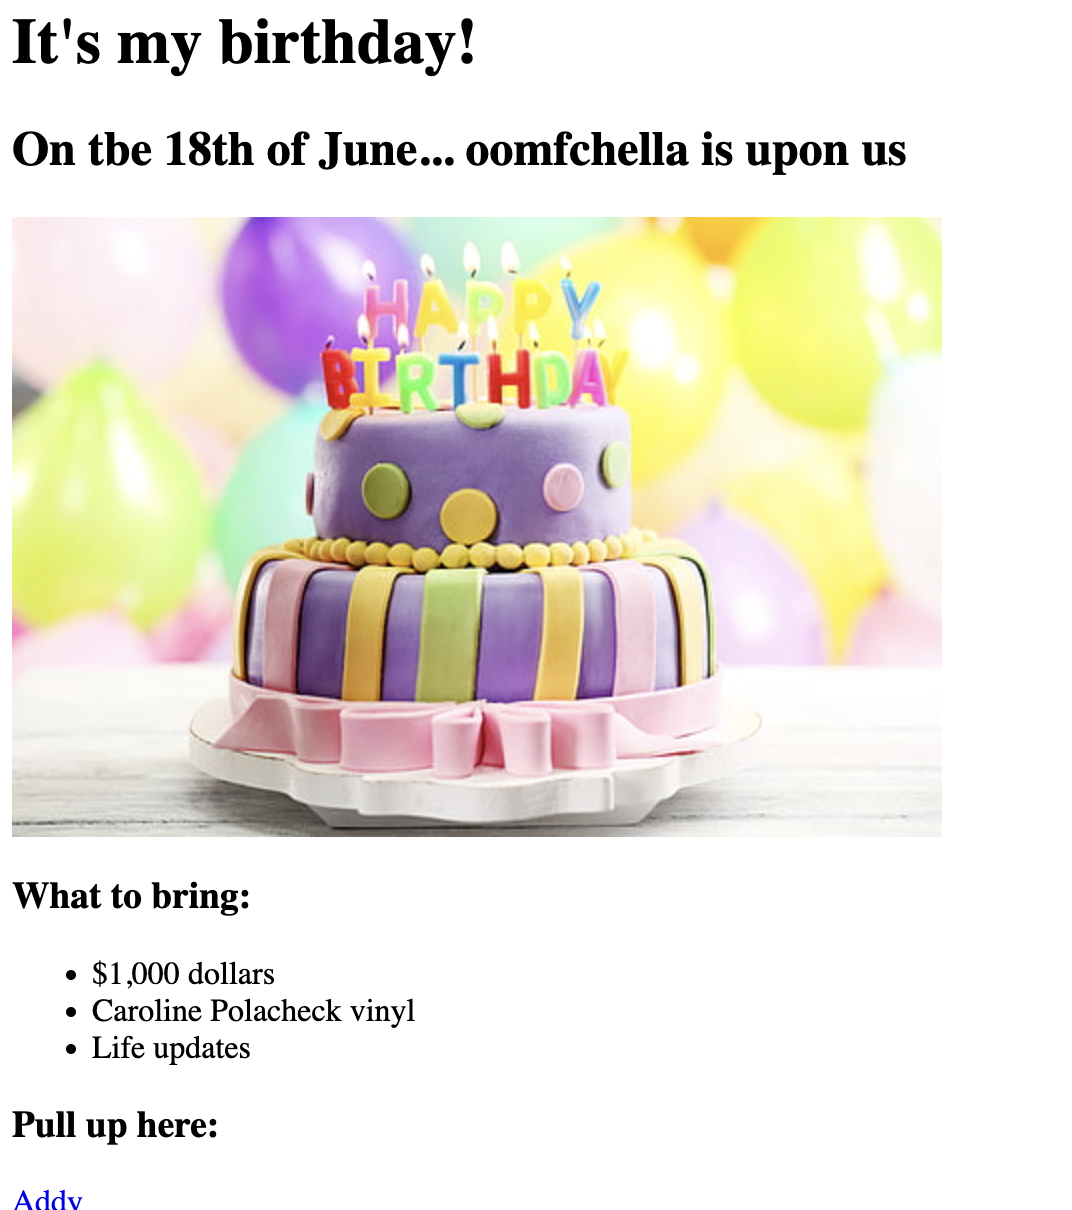 It's my birthday!
On tbe 18th of June... oomfchella is upon us
HAPPY
BIRTHDAY
What to bring:
$1,000 dollars
Caroline Polacheck vinyl
Life updates
Pull up here:
Addy